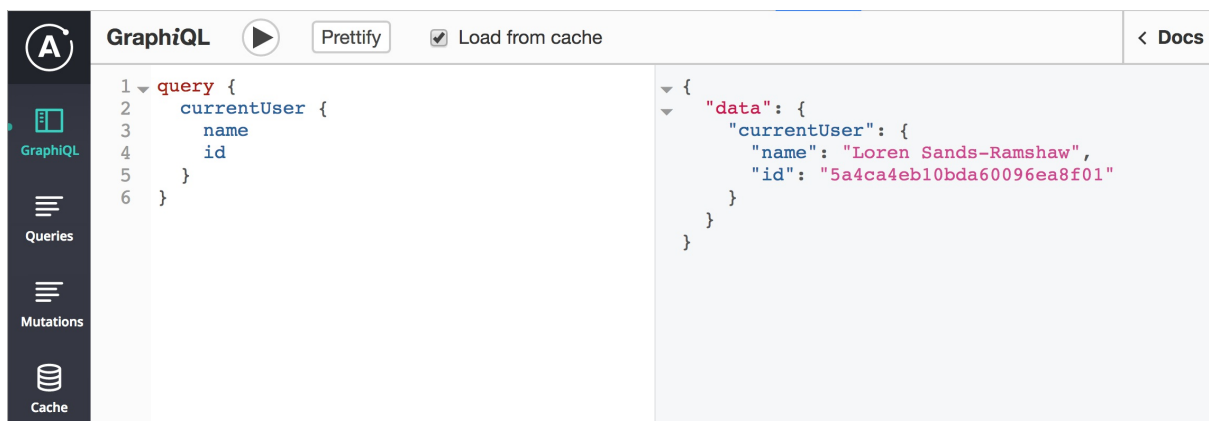 A
GraphiQL
Prettify
Load from cache
< Docs
GraphiQL
Queries
Mutations
Cache
1 query {
2   currentUser {
3     name
4     id
5   }
6 }
{
  "data": {
    "currentUser": {
      "name": "Loren Sands-Ramshaw",
      "id": "5a4ca4eb10bda60096ea8f01"
    }
  }
}